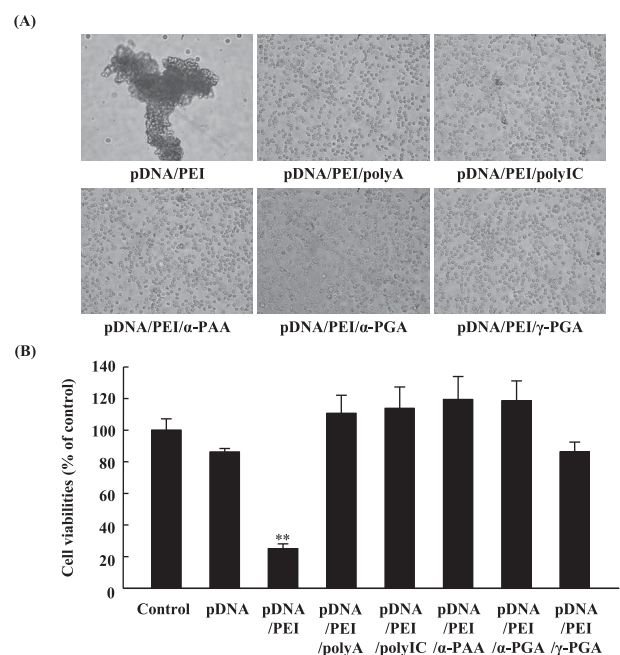 (A)
pDNA/PEI
pDNA/PEI/polyA
pDNA/PEI/polyIC
pDNA/PEI/α-PAA
pDNA/PEI/α-PGA
pDNA/PEI/γ-PGA
(B)
Cell viabilities (% of control)
140
120
100
80
60
40
20
0
**
Control
pDNA
pDNA
/PEI
pDNA
/PEI
/polyA
pDNA
/PEI
/polyIC
pDNA
/PEI
/α-PAA
pDNA
/PEI
/α-PGA
pDNA
/PEI
/γ-PGA